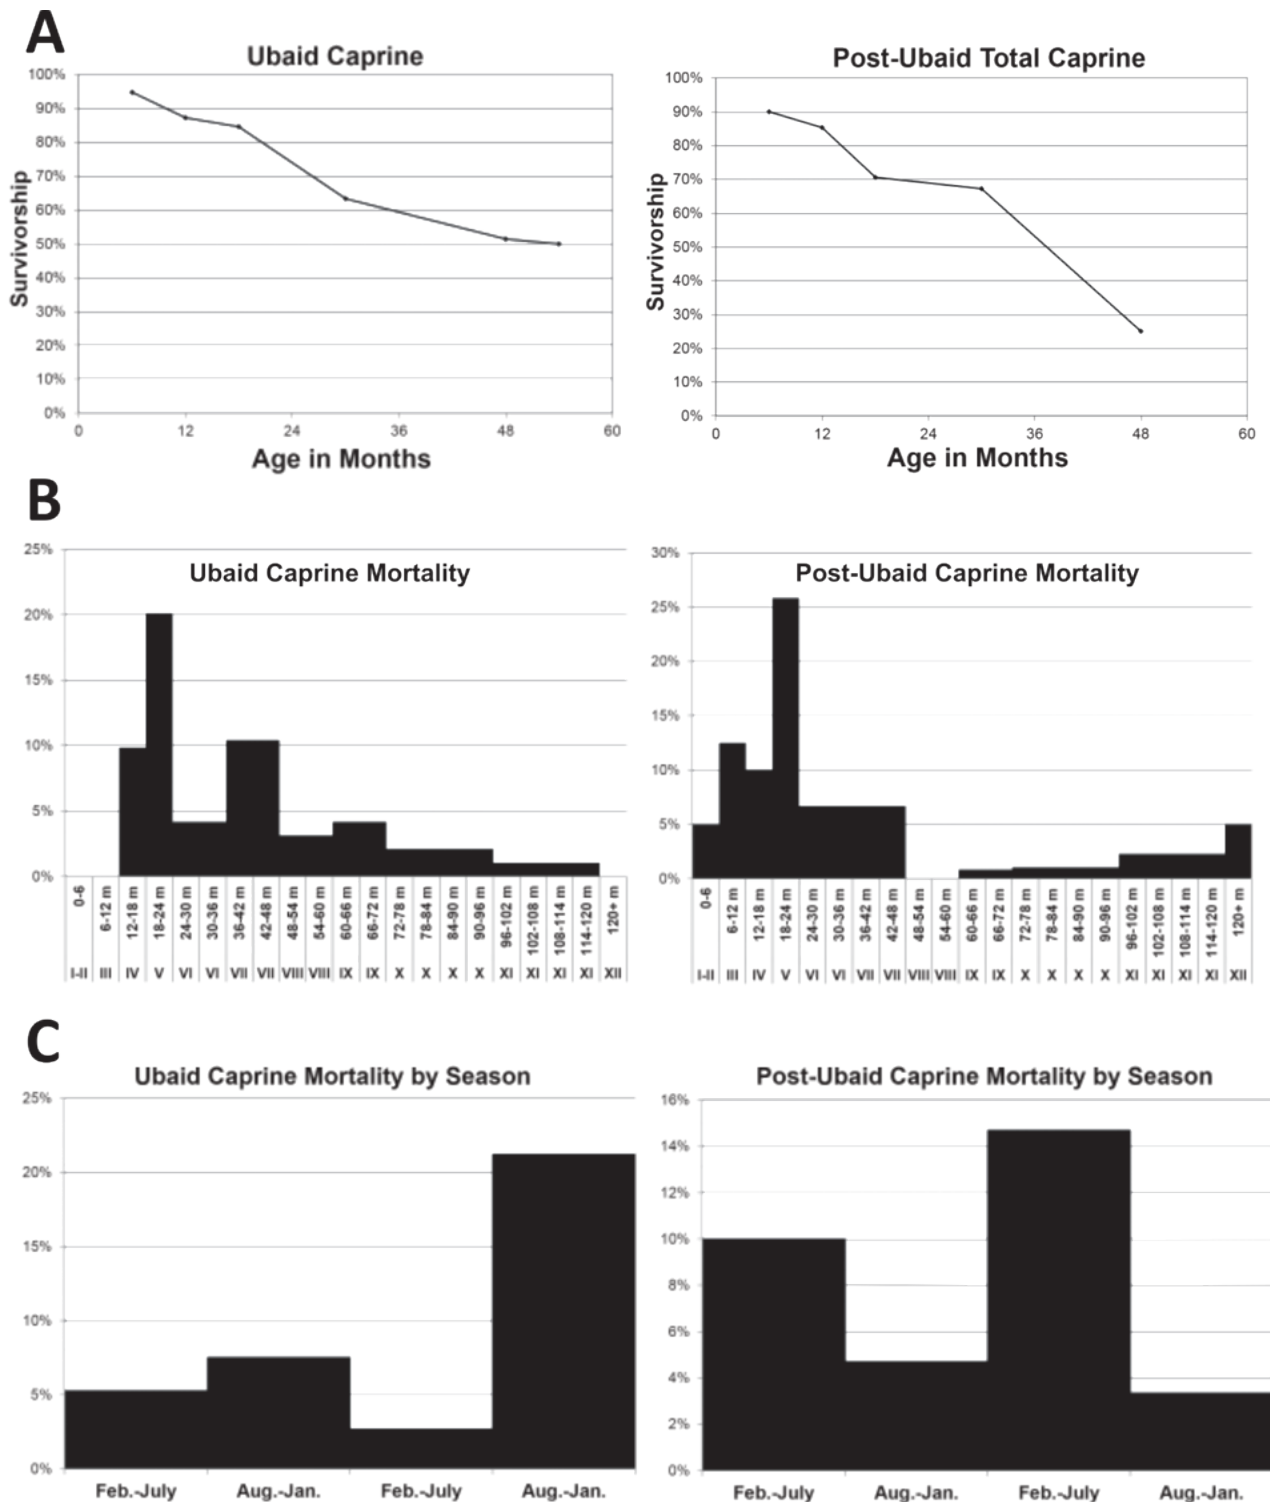 A
Ubaid Caprine
Survivorship
100%
90%
80%
70%
60%
50%
40%
30%
20%
10%
0%
0 12 24 36 48 60
Age in Months
Post-Ubaid Total Caprine
Survivorship
100%
90%
80%
70%
60%
50%
40%
30%
20%
10%
0%
0 12 24 36 48 60
Age in Months
B
Ubaid Caprine Mortality
25%
20%
15%
10%
5%
0%
0-6 6-12 m 12-18 m 18-24 m 24-30 m 30-36 m 36-42 m 42-48 m 48-54 m 54-60 m 60-66 m 66-72 m 72-78 m 78-84 m 84-90 m 90-96 m 96-102 m 102-108 m 108-114 m 114-120 m 120+ m
I-II III IV V VI VI VII VII VIII VIII IX IX X X X X XI XI XI XI XII
Post-Ubaid Caprine Mortality
30%
25%
20%
15%
10%
5%
0%
0-6 6-12 m 12-18 m 18-24 m 24-30 m 30-36 m 36-42 m 42-48 m 48-54 m 54-60 m 60-66 m 66-72 m 72-78 m 78-84 m 84-90 m 90-96 m 96-102 m 102-108 m 108-114 m 114-120 m 120+ m
I-II III IV V VI VI VII VII VIII VIII IX IX X X X X XI XI XI XI XII
C
Ubaid Caprine Mortality by Season
25%
20%
15%
10%
5%
0%
Feb.-July Aug.-Jan. Feb.-July Aug.-Jan.
Post-Ubaid Caprine Mortality by Season
16%
14%
12%
10%
8%
6%
4%
2%
0%
Feb.-July Aug.-Jan. Feb.-July Aug.-Jan.